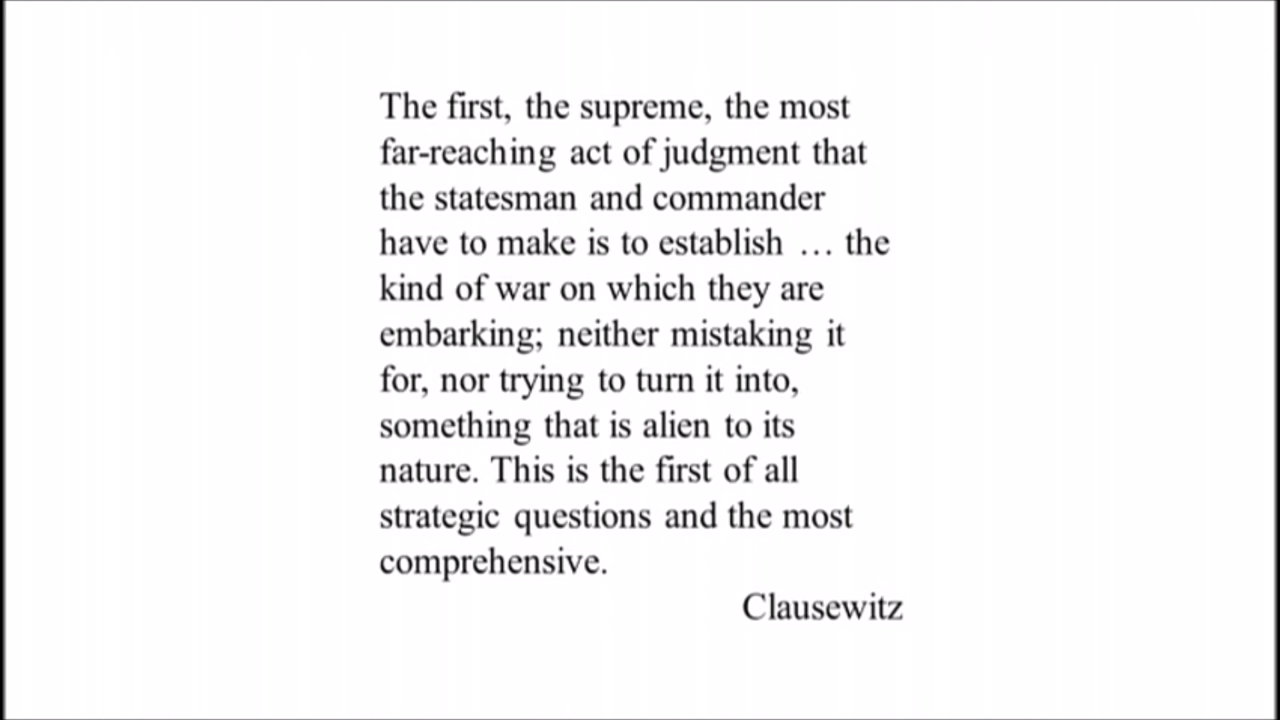 The first, the supreme, the most
far-reaching act of judgment that
the statesman and commander
have to make is to establish … the
kind of war on which they are
embarking; neither mistaking it
for, nor trying to turn it into,
something that is alien to its
nature. This is the first of all
strategic questions and the most
comprehensive.
Clausewitz